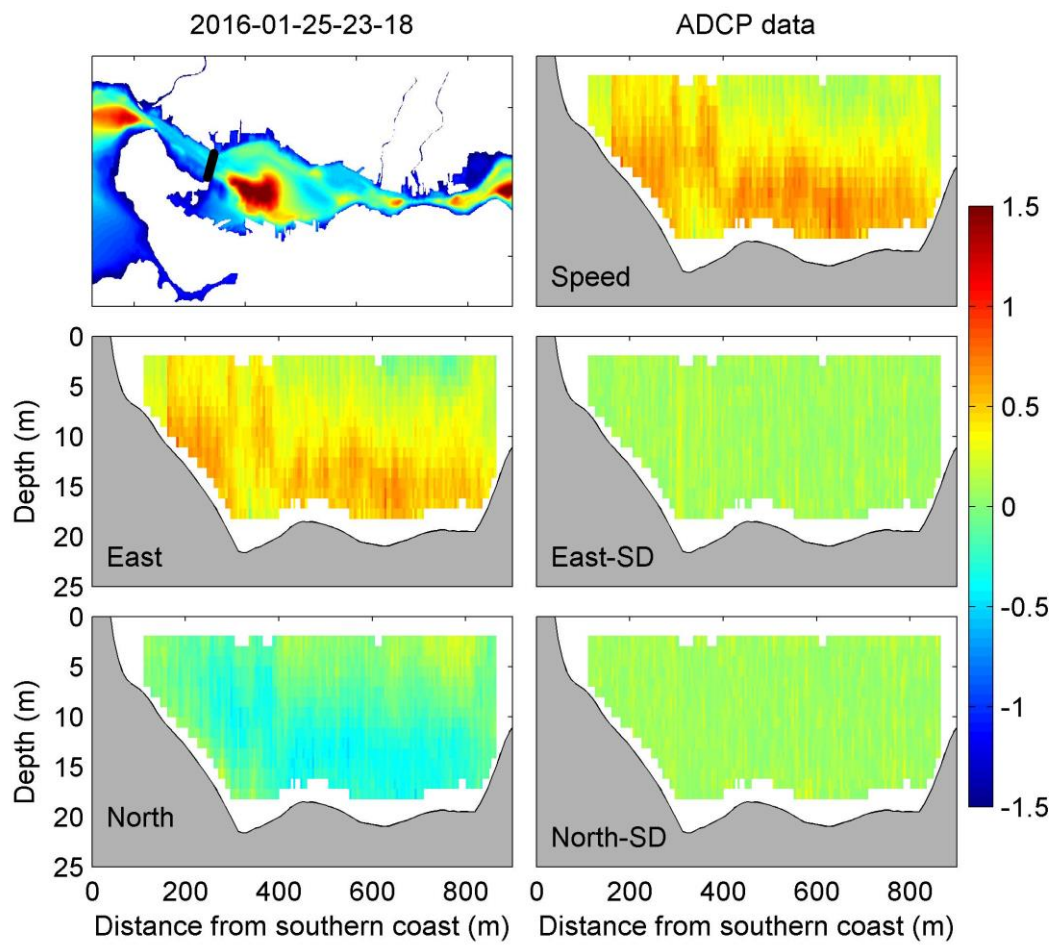 2016-01-25-23-18
ADCP data
Speed
1.5
1
0.5
0
-0.5
-1
-1.5
0
5
10
15
20
25
Depth (m)
East
East-SD
0
5
10
15
20
25
Depth (m)
North
North-SD
0 200 400 600 800
0 200 400 600 800
Distance from southern coast (m)
Distance from southern coast (m)